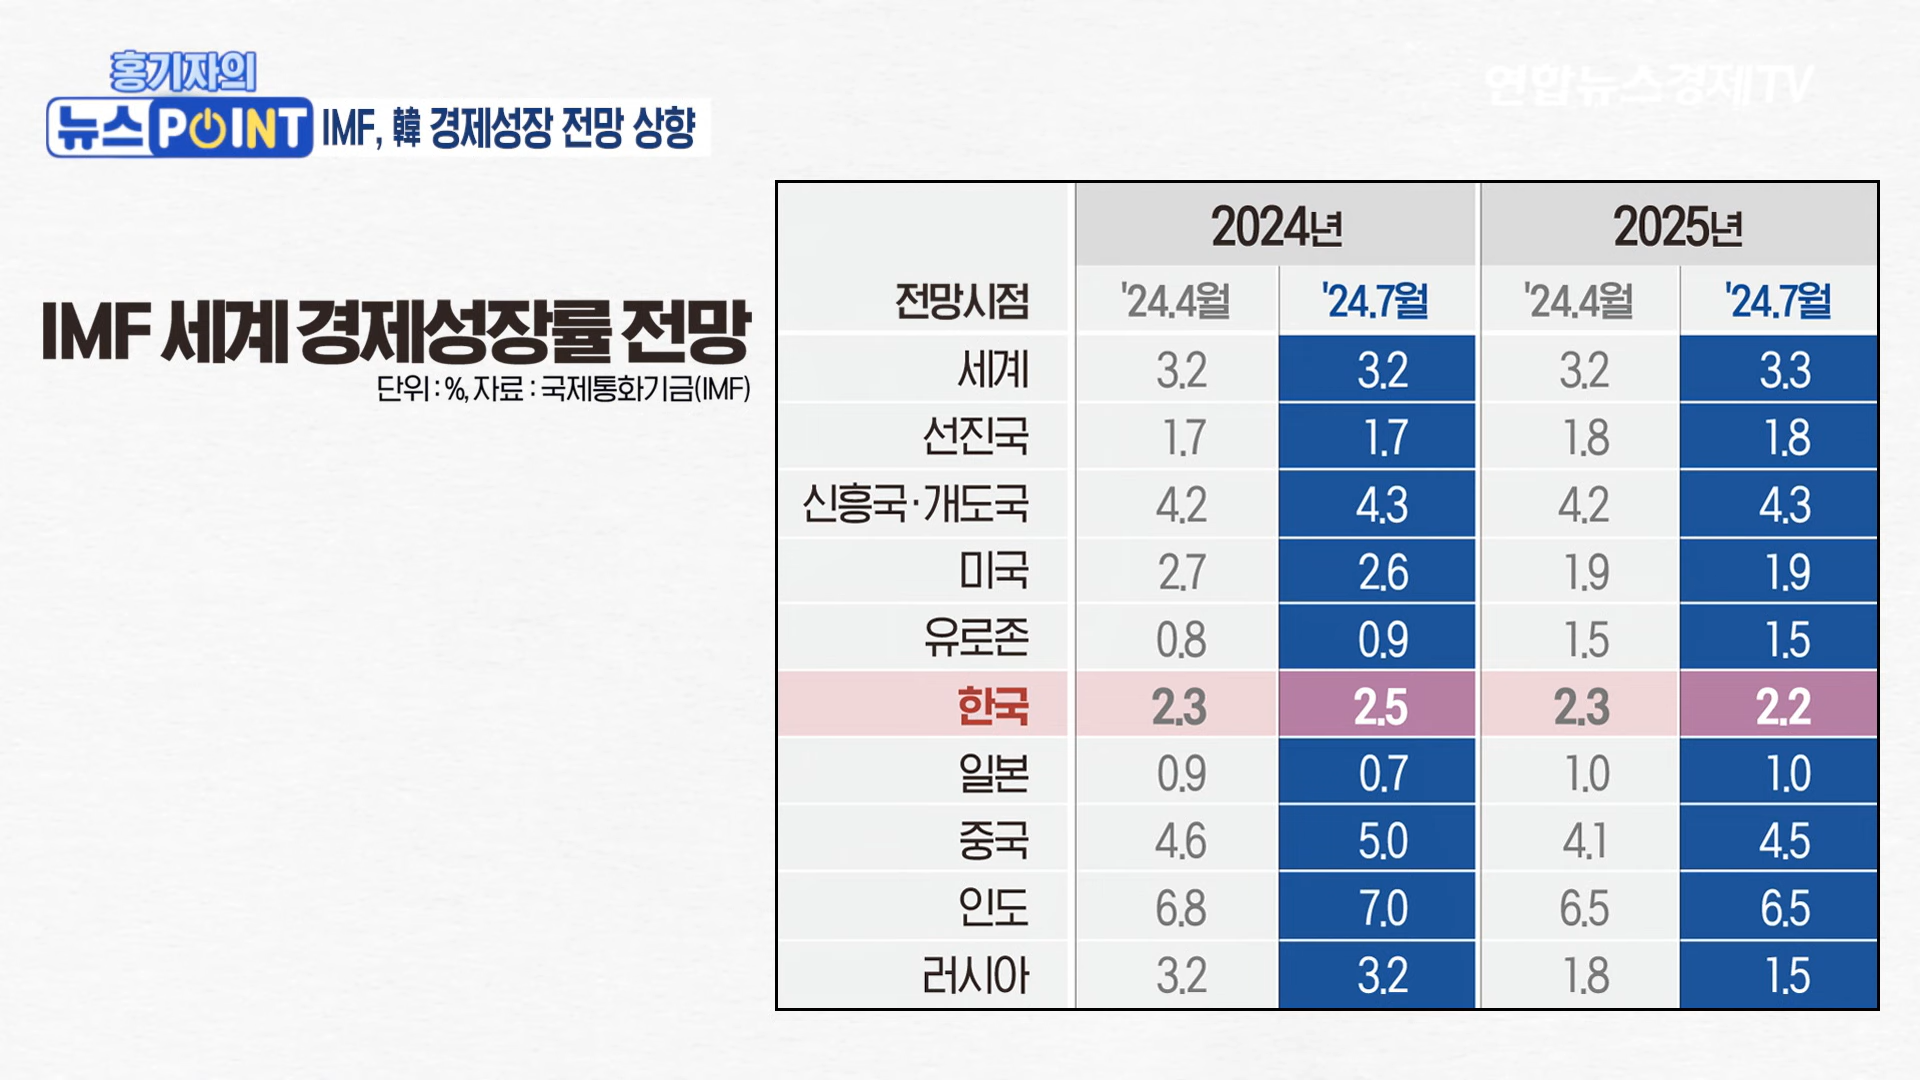 홍기자의
뉴스 POINT IMF, 韓 경제성장 전망 상향
연합뉴스경제TV
IMF 세계 경제성장률 전망
단위 : %, 자료 : 국제통화기금(IMF)
2024년 2025년
전망시점 '24.4월 '24.7월 '24.4월 '24.7월
세계 3.2 3.2 3.2 3.3
선진국 1.7 1.7 1.8 1.8
신흥국·개도국 4.2 4.3 4.2 4.3
미국 2.7 2.6 1.9 1.9
유로존 0.8 0.9 1.5 1.5
한국 2.3 2.5 2.3 2.2
일본 0.9 0.7 1.0 1.0
중국 4.6 5.0 4.1 4.5
인도 6.8 7.0 6.5 6.5
러시아 3.2 3.2 1.8 1.5